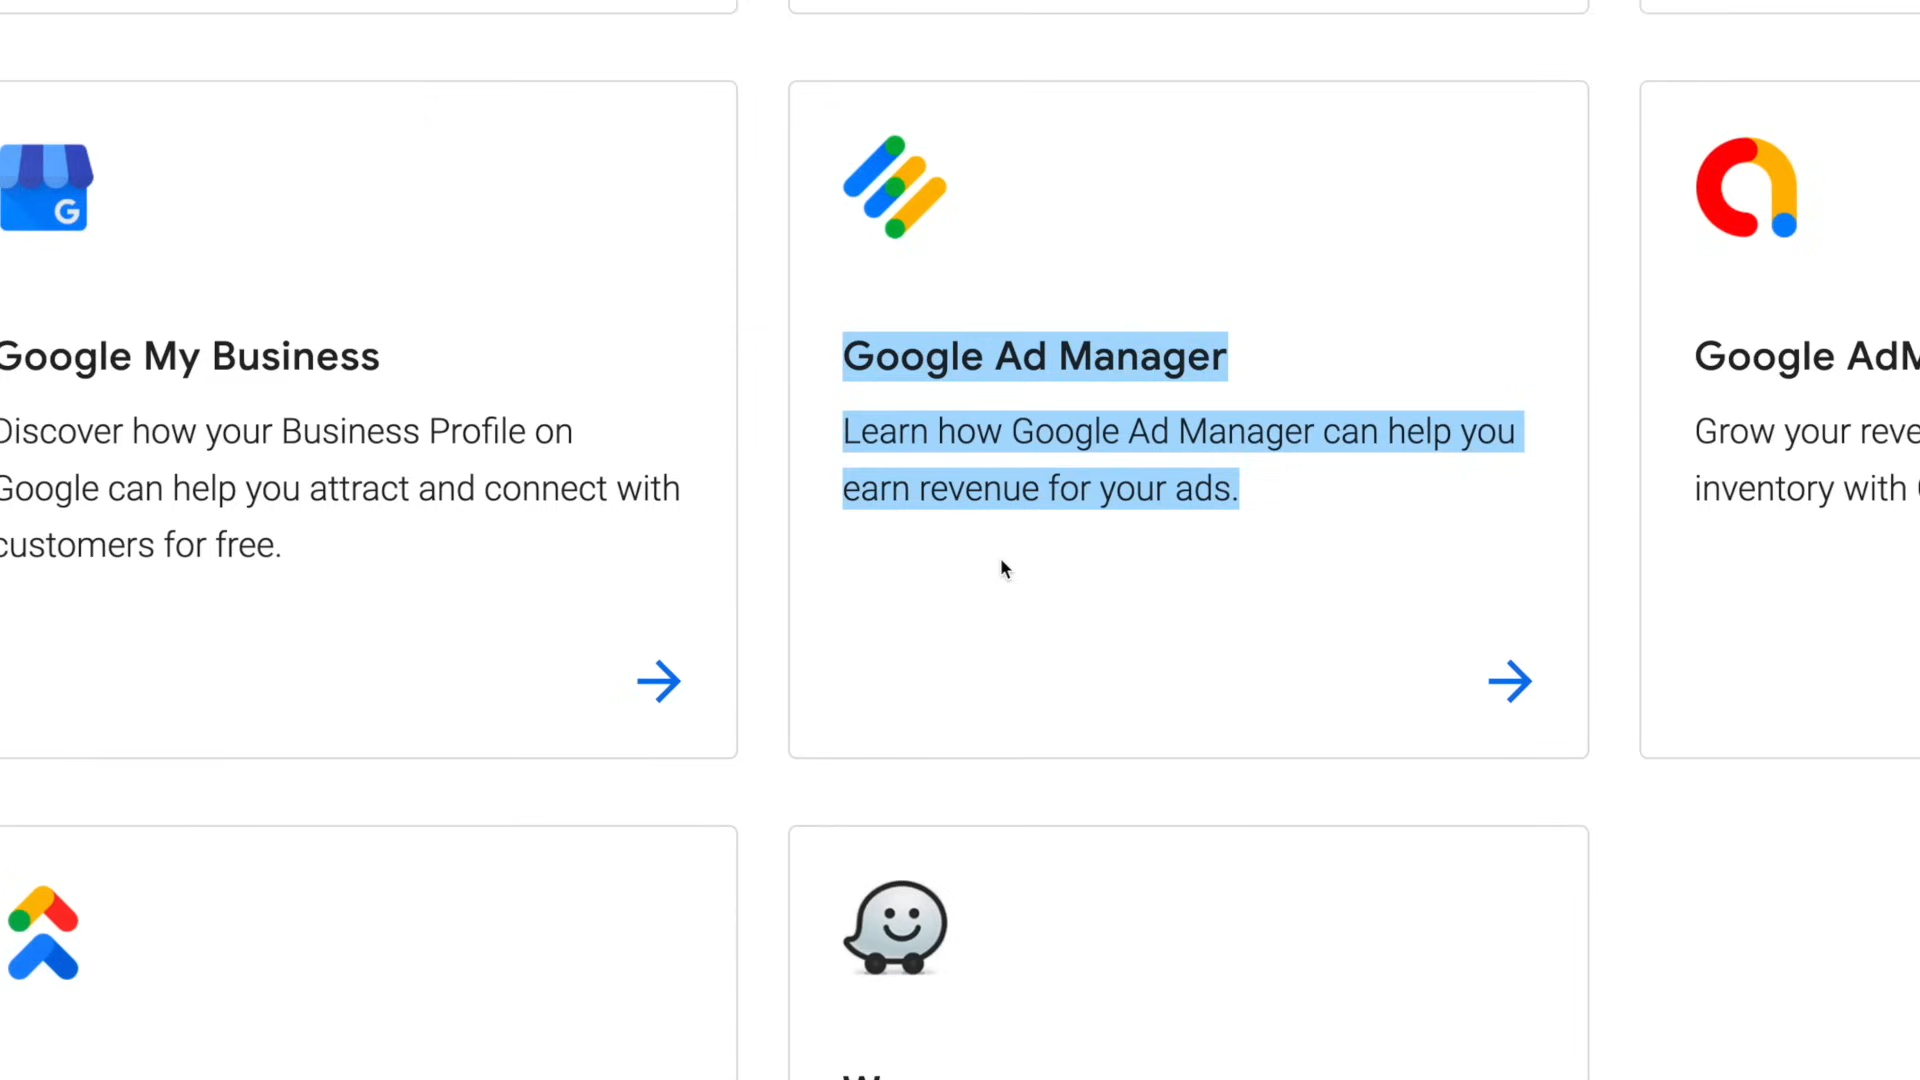 Google My Business
Discover how your Business Profile on
Google can help you attract and connect with
customers for free.
Google Ad Manager
Learn how Google Ad Manager can help you
earn revenue for your ads.
Google
Grow your
inventory with
G